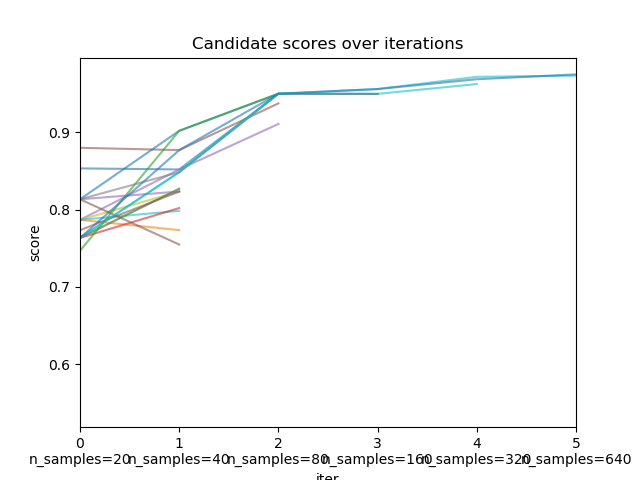 Candidate scores over iterations
score
0.9
0.8
0.7
0.6
0 1 2 3 4 5
n_samples=20 n_samples=40 n_samples=80 n_samples=160 n_samples=320 n_samples=640
iter